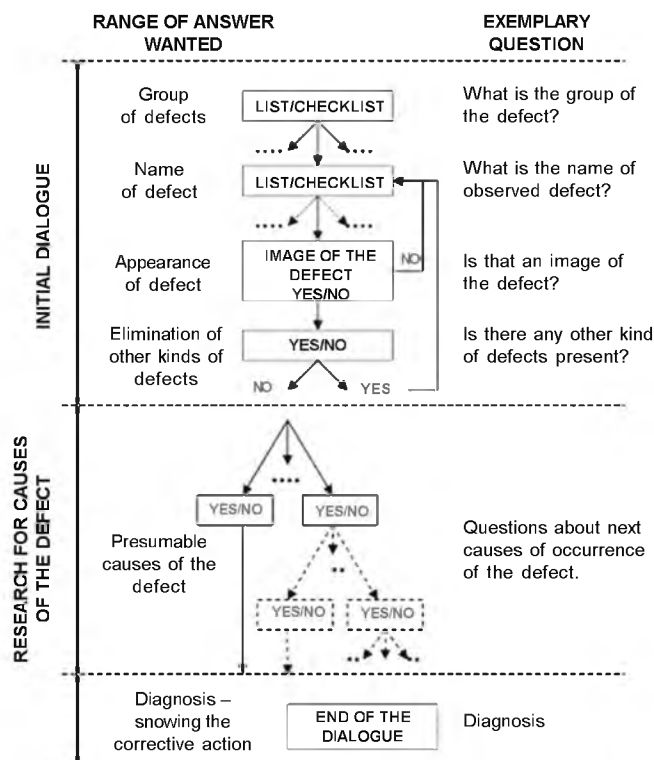 RANGE OF ANSWER
WANTED
EXEMPLARY
QUESTION
INITIAL DIALOGUE
Group
of defects
LIST/CHECKLIST
What is the group of
the defect?
....
....
Name
of defect
LIST/CHECKLIST
What is the name of
observed defect?
....
....
Appearance
of defect
IMAGE OF THE
DEFECT
YES/NO
NO
Is that an image of
the defect?
Elimination of
other kinds of
defects
YES/NO
Is there any other kind
of defects present?
NO
YES
RESEARCH FOR CAUSES
OF THE DEFECT
....
YES/NO
YES/NO
Presumable
causes of the
defect
Questions about next
causes of occurrence
of the defect.
..
YES/NO
YES/NO
..
..
Diagnosis –
snowing the
corrective action
END OF THE
DIALOGUE
Diagnosis